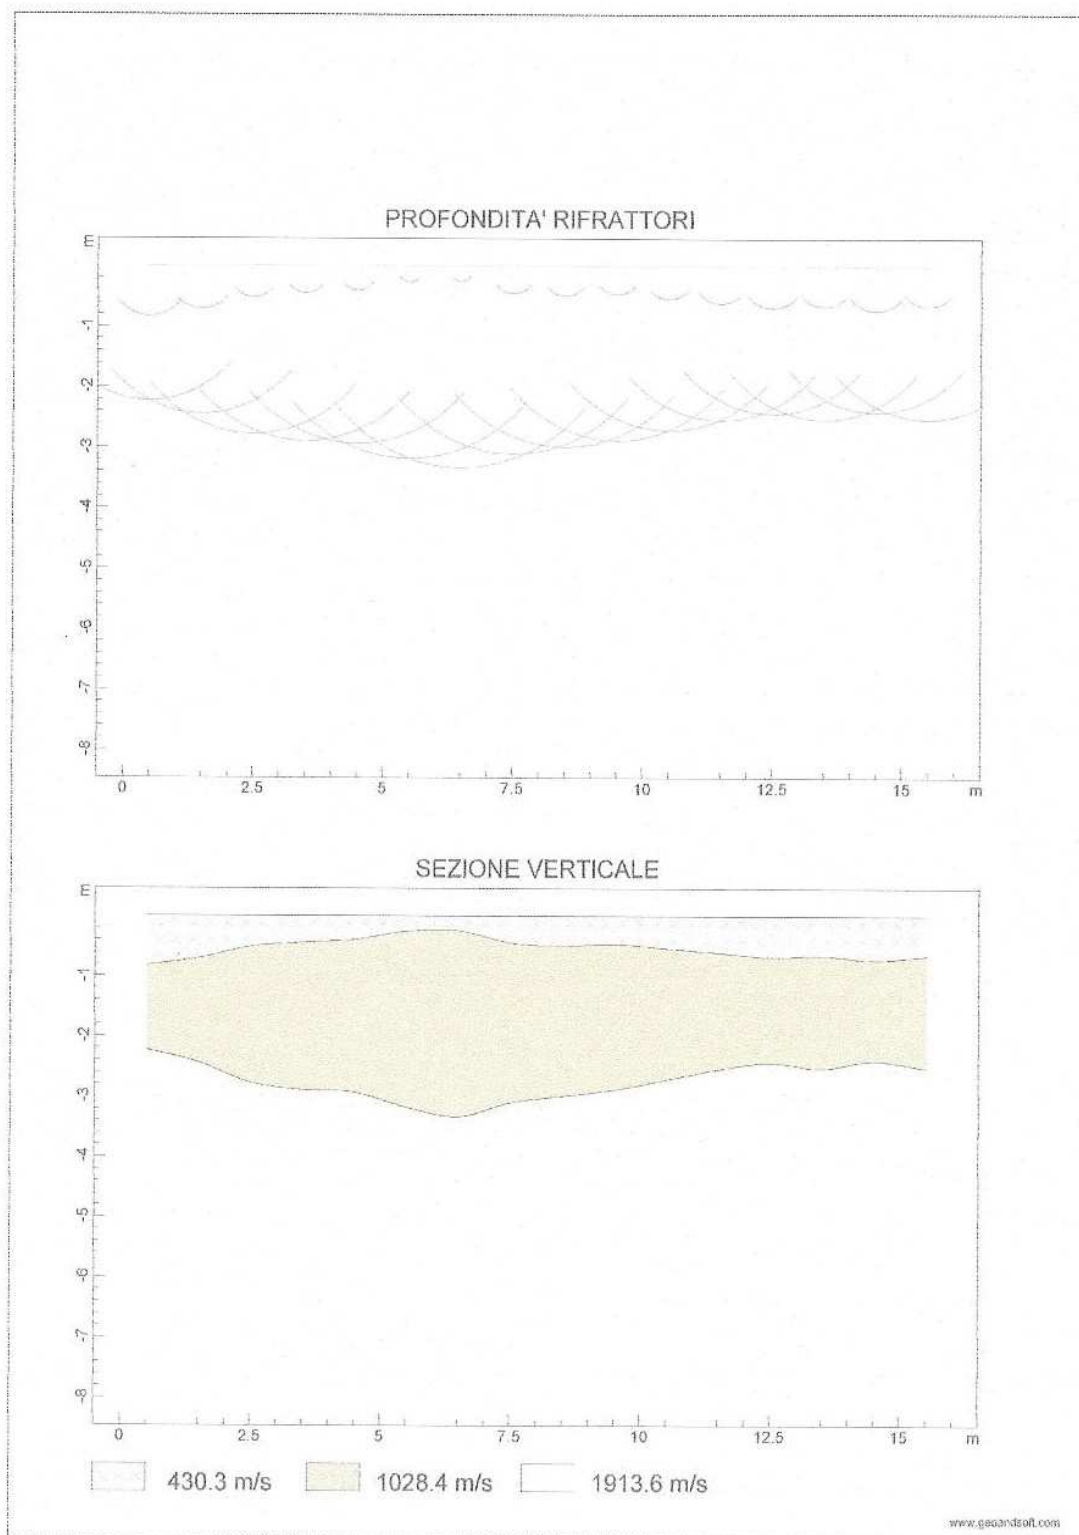 PROFONDITA' RIFRATTORI
m
-1
-2
-3
-4
-5
-6
-7
-8
0 2.5 5 7.5 10 12.5 15 m
SEZIONE VERTICALE
m
-1
-2
-3
-4
-5
-6
-7
-8
0 2.5 5 7.5 10 12.5 15 m
430.3 m/s 1028.4 m/s 1913.6 m/s
www.geoandsoft.com